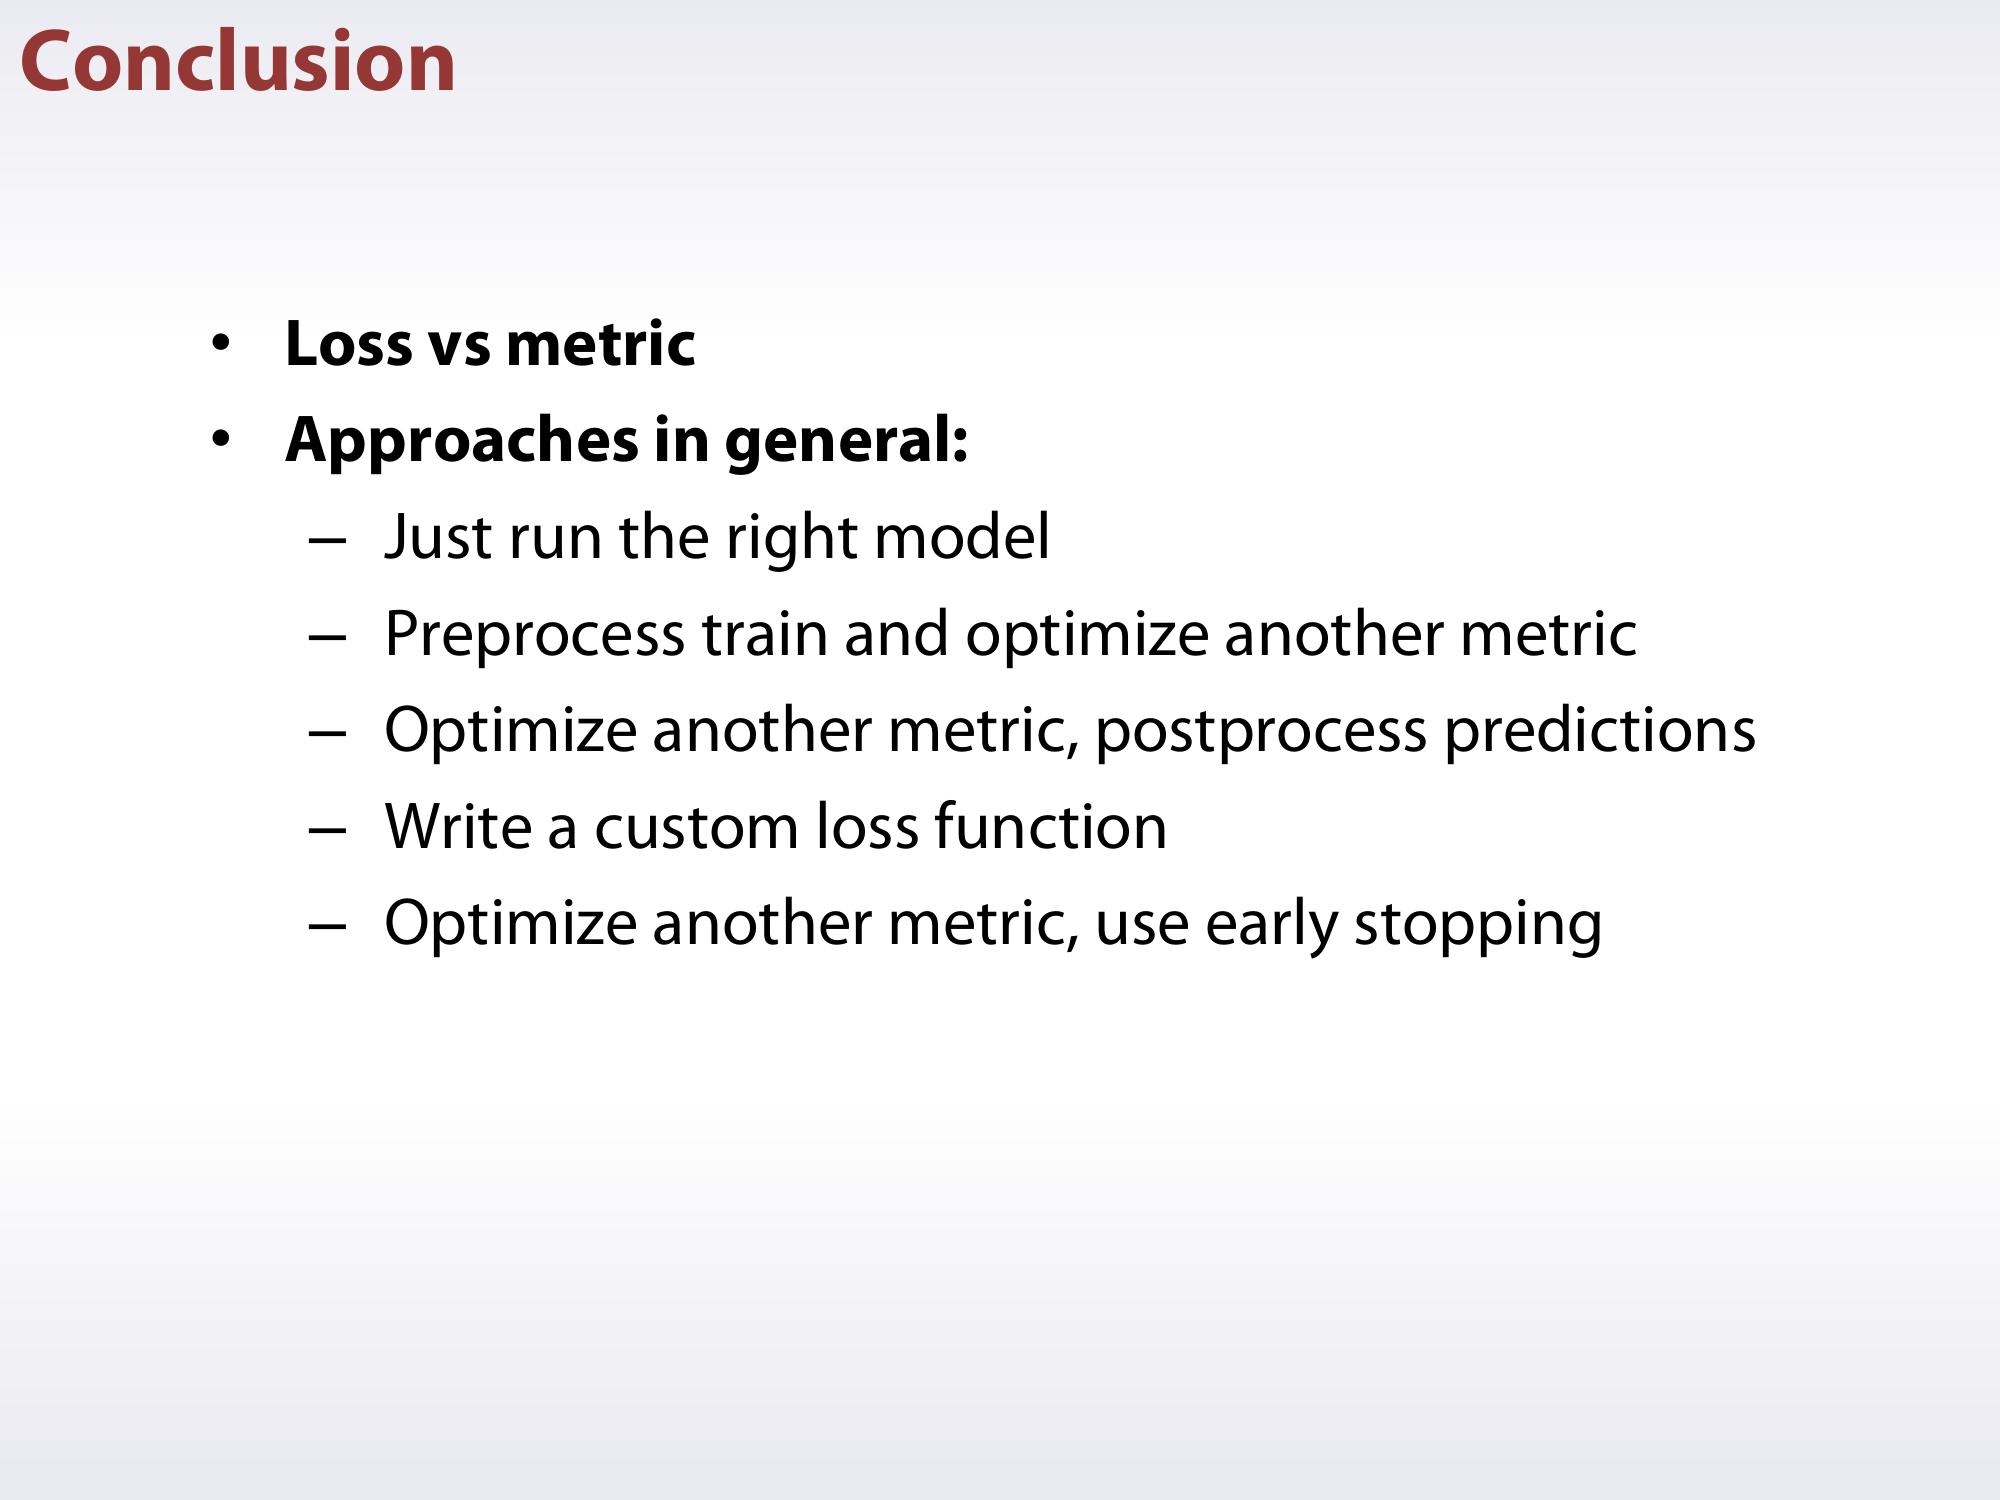 Conclusion
• Loss vs metric
• Approaches in general:
– Just run the right model
– Preprocess train and optimize another metric
– Optimize another metric, postprocess predictions
– Write a custom loss function
– Optimize another metric, use early stopping